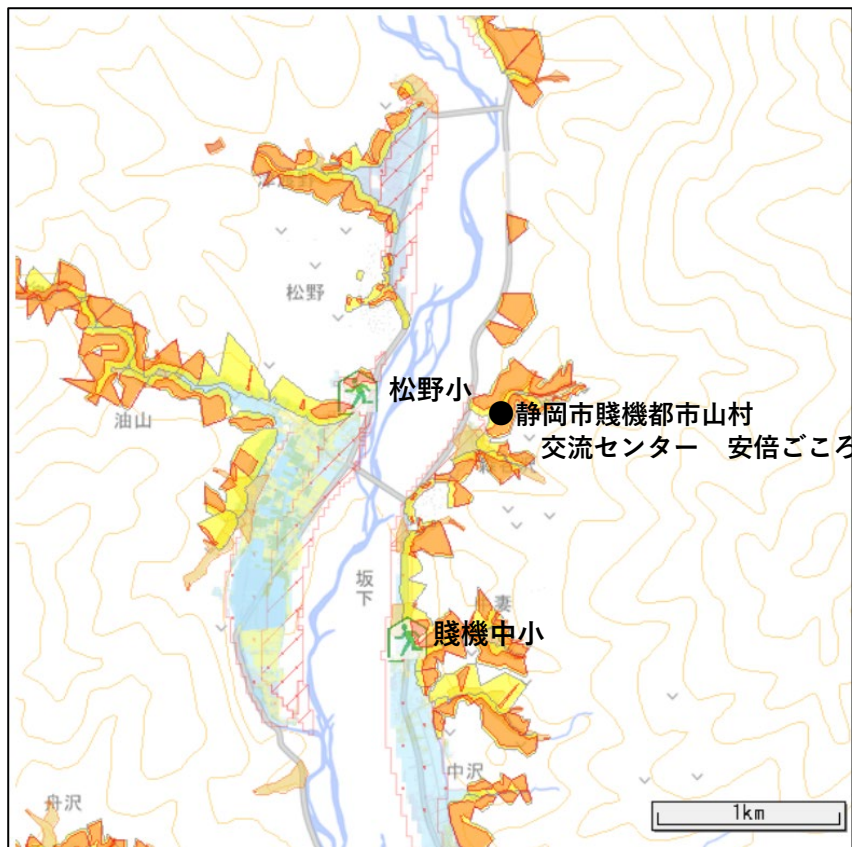 松野
松野小
●静岡市賤機都市山村
交流センター 安倍ごころ
油山
坂下
妻
賤機中小
中沢
舟沢
1km